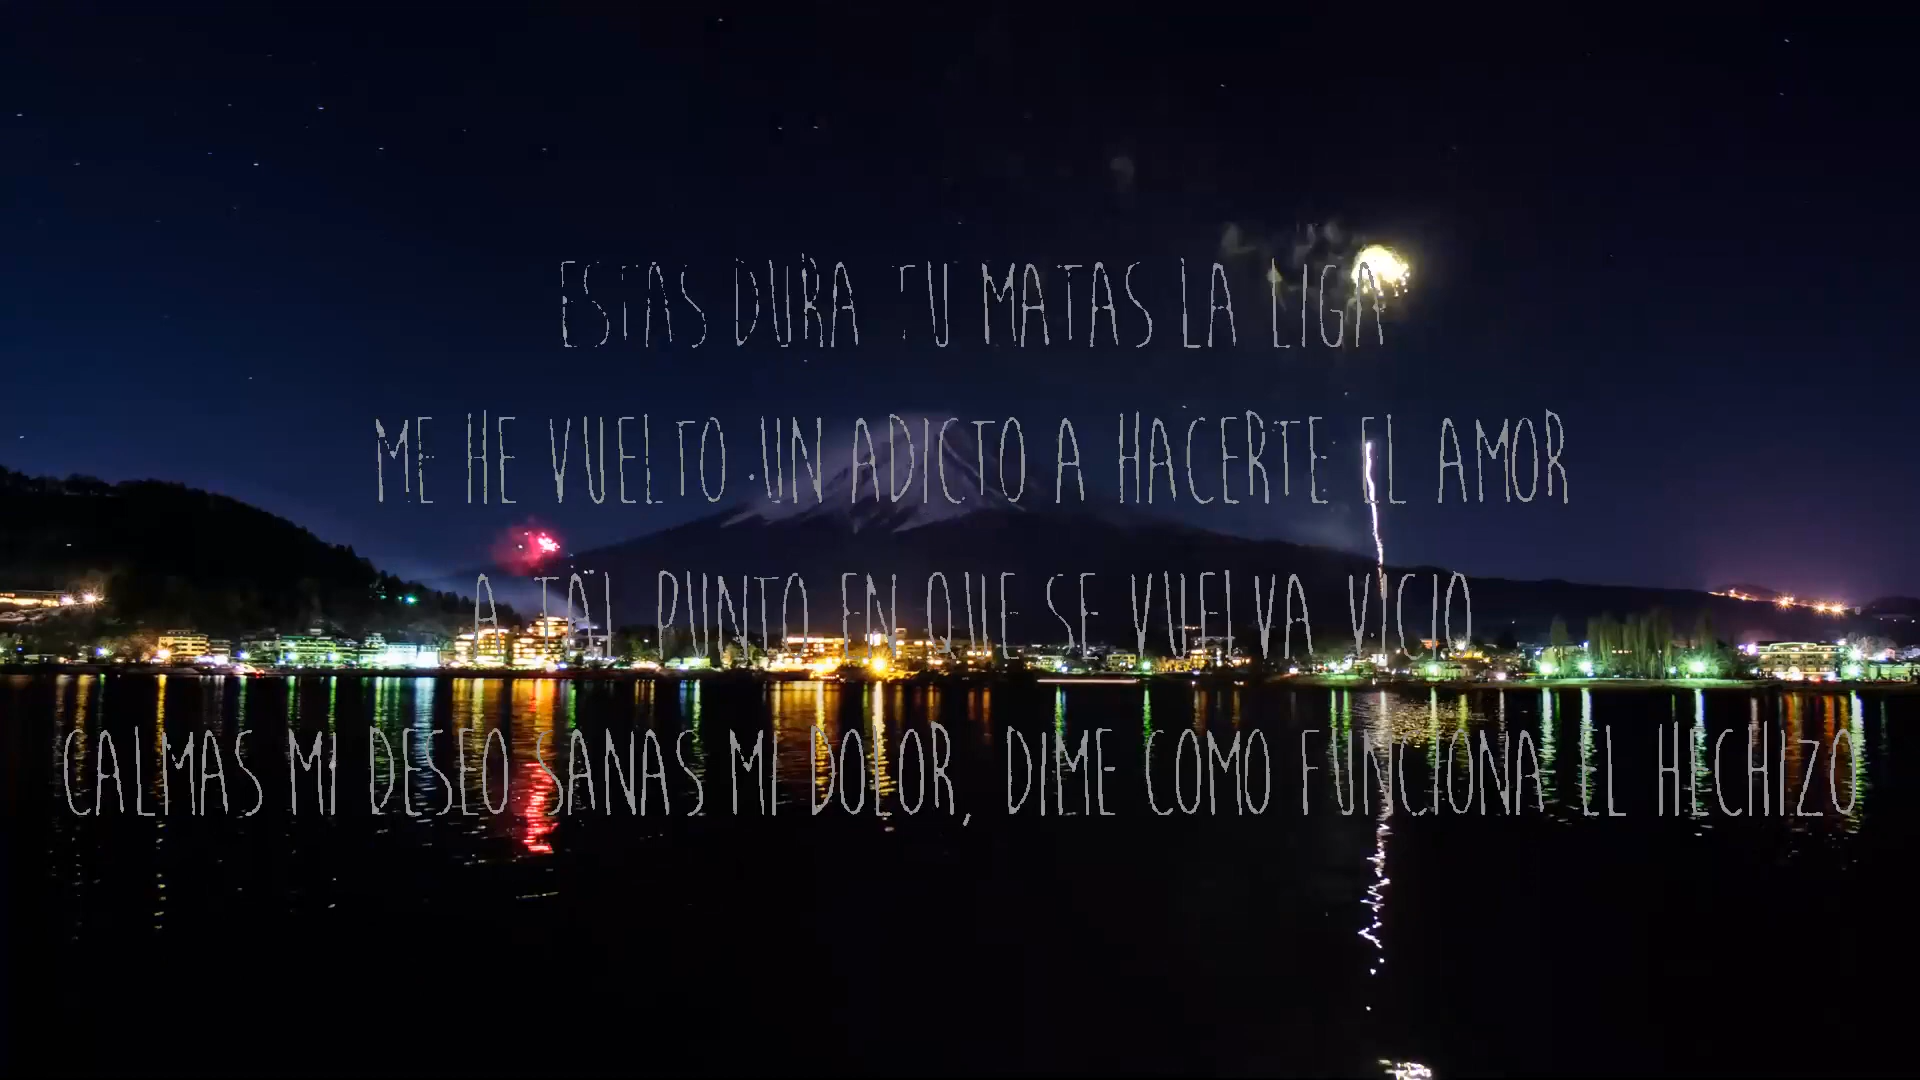 ESTAS DURA TU MATAS LA LIGA
ME HE VUELTO UN ADICTO A HACERTE EL AMOR
A TAL PUNTO EN QUE SE VUELVA VICIO
CALMAS MI DESEO SANAS MI DOLOR, DIME COMO FUNCIONA EL HECHIZO